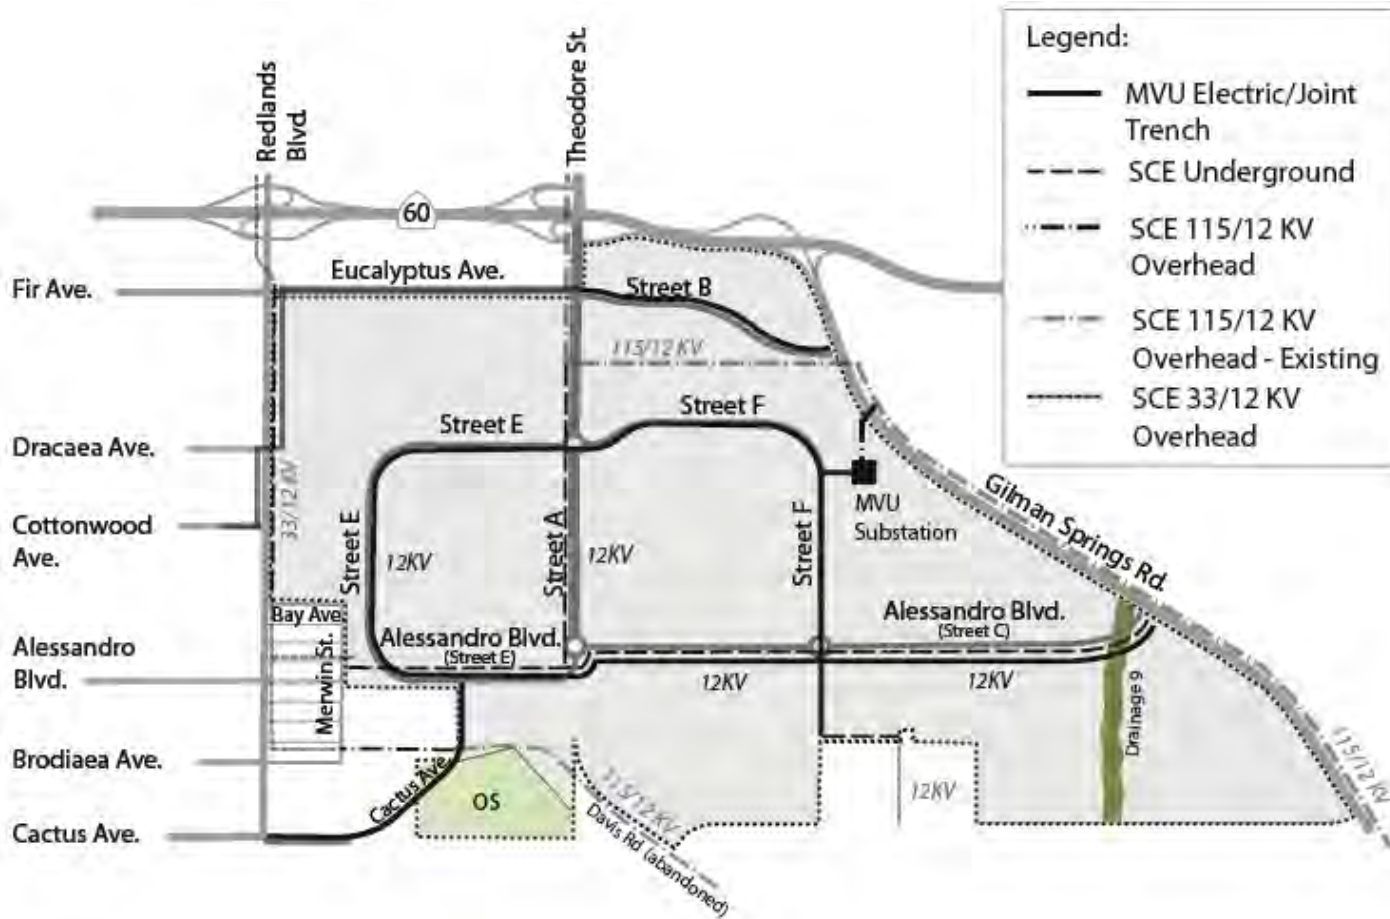 Legend:
MVU Electric/Joint
Trench
SCE Underground
SCE 115/12 KV
Overhead
SCE 115/12 KV
Overhead - Existing
SCE 33/12 KV
Overhead
Redlands
Blvd.
Theodore St.
60
Fir Ave.
Eucalyptus Ave.
Street B
115/12 KV
Street F
Street E
Dracaea Ave.
33/12 KV
Cottonwood
Ave.
Street E
12KV
Street A
12KV
Street F
MVU
Substation
Gilman Springs Rd.
Bay Ave.
Merwin St.
Alessandro Blvd.
(Street E)
Alessandro Blvd.
(Street C)
Alessandro
Blvd.
12KV
12KV
Drainage 9
Brodiaea Ave.
Cactus Ave.
OS
115/12 KV
Davis Rd (abandoned)
12KV
115/12 KV
Cactus Ave.